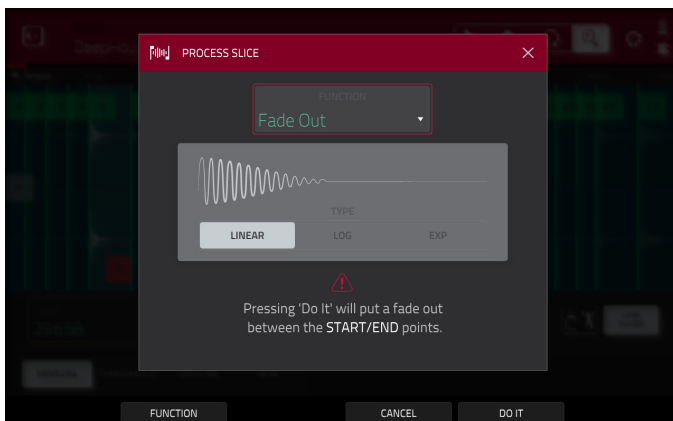 PROCESS SLICE
FUNCTION
Fade Out
TYPE
LINEAR LOG EXP
Pressing 'Do It' will put a fade out
between the START/END points.
FUNCTION CANCEL DO IT